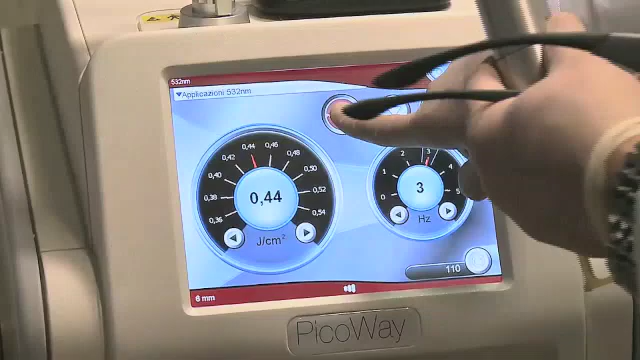 532nm
▼Applicazioni 532nm
0,36 0,38 0,40 0,42 0,44 0,46 0,48 0,50 0,52 0,54
0,44
J/cm²
0 1 2 3 4 5
3
Hz
110
6 mm
PicoWay